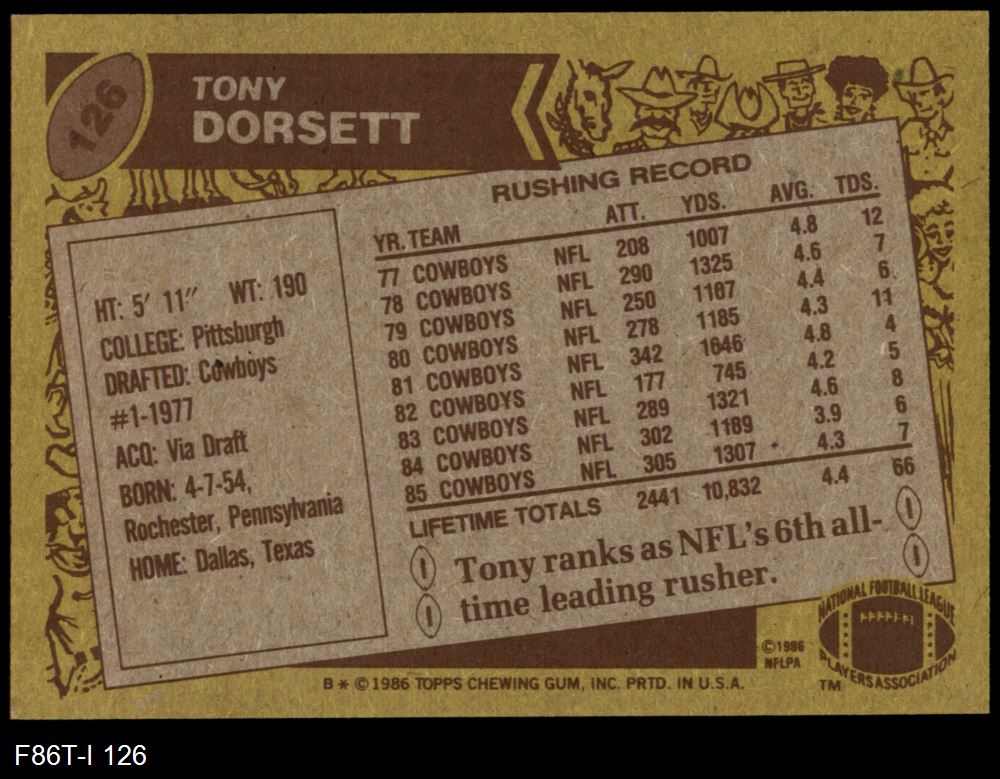 126
TONY
DORSETT
HT: 5' 11" WT: 190
COLLEGE: Pittsburgh
DRAFTED: Cowboys
#1-1977
ACQ: Via Draft
BORN: 4-7-54,
Rochester, Pennsylvania
HOME: Dallas, Texas
RUSHING RECORD
YR. TEAM ATT. YDS. AVG. TDS.
77 COWBOYS NFL 208 1007 4.8 12
78 COWBOYS NFL 290 1325 4.6 7
79 COWBOYS NFL 250 1107 4.4 6
80 COWBOYS NFL 278 1185 4.3 11
81 COWBOYS NFL 342 1646 4.8 4
82 COWBOYS NFL 177 745 4.2 5
83 COWBOYS NFL 289 1321 4.6 8
84 COWBOYS NFL 302 1189 3.9 6
85 COWBOYS NFL 305 1307 4.3 7
LIFETIME TOTALS 2441 10,832 4.4 66
Tony ranks as NFL's 6th all-
time leading rusher.
©1986
NFLPA
NATIONAL FOOTBALL LEAGUE
PLAYERS ASSOCIATION
TM
B * © 1986 TOPPS CHEWING GUM, INC. PRTD. IN U.S.A.
F86T-I 126